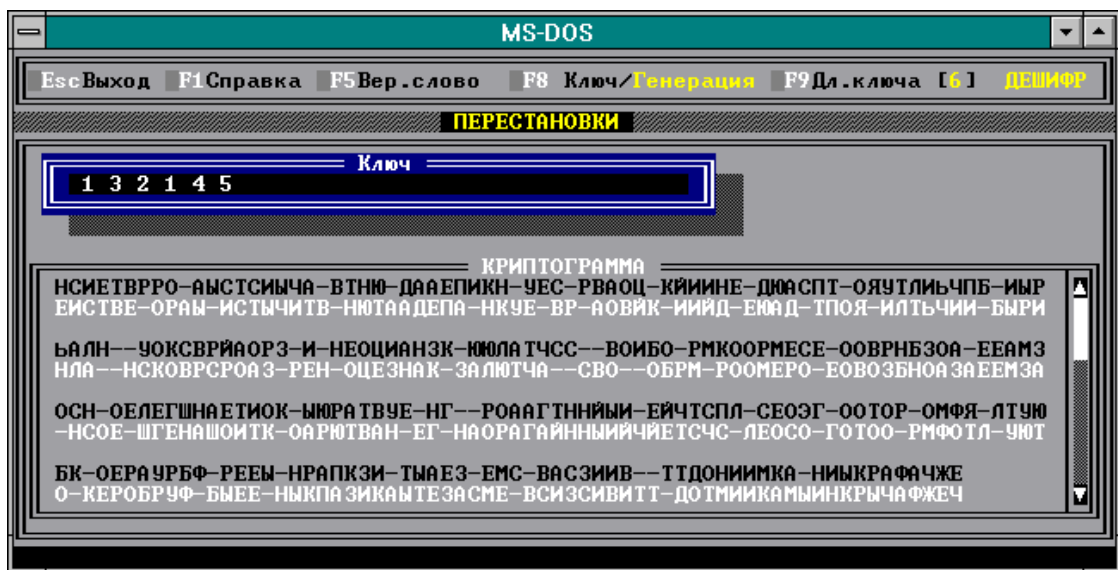 MS-DOS
Esc Выход F1 Справка F5 Вер.слово F8 Ключ/Генерация F9 Дл.ключа [6] ДЕШИФР
ПЕРЕСТАНОВКИ
Ключ
1 3 2 1 4 5
КРИПТОГРАММА
НСИЕТВРРО-АЫСТСИЫЧА-ВТНЮ-ДААЕПИКН-УЕС-РВАОЦ-КЙИИНЕ-ДЮАСПТ-ОЯУТЛИЬЧПБ-ИЫР
ЕИСТВЕ-ОРАЫ-ИСТЫЧИТВ-НЮТААДЕПА-НКУЕ-ВР-АОВЙК-ИИЙД-ЕЮАД-ТПОЯ-ИЛТЬЧИИ-БЫРИ
ЬАЛН--УОКСВРЙАОРЗ-И-НЕОЦИАНЗК-ЮЮЛАТЧСС--ВОИБО-РМКООРМЕСЕ-ООВРНБЗОА-ЕЕАМЗ
НЛА--НСКОВРСРОАЗ-РЕН-ОЦЕЗНАК-ЗАЛЮТЧА--СВО--ОБРМ-РООМЕРО-ЕОВОЗБНОАЗАЕЕМЗА
ОСН-ОЕЛЕГШНАЕТИОК-ЫЮРАТВУЕ-НГ--РОААГТННЙЫИ-ЕЙЧТСПЛ-СЕОЭГ-ООТОР-ОМФЯ-ЛТУЮ
-НСОЕ-ШГЕНАШОИТК-ОАРЮТВАН-ЕГ-НАОРАГАЙННЫИЙЧЙЕТСЧС-ЛЕОСО-ГОТОО-РМФОТЛ-УЮТ
БК-ОЕРАУРБФ-РЕЕЫ-НРАПКЗИ-ТЫАЕЗ-ЕМС-ВАСЗИИВ--ТТДОНИИМКА-НИЫКРАФАЧЖЕ
О-КЕРОБРУФ-БЫЕЕ-НЫКПАЗИКАЫТЕЗАСМЕ-ВСИЗСИВИТТ-ДОТМИИКАМЫИНКРЫЧАФЖЕЧ